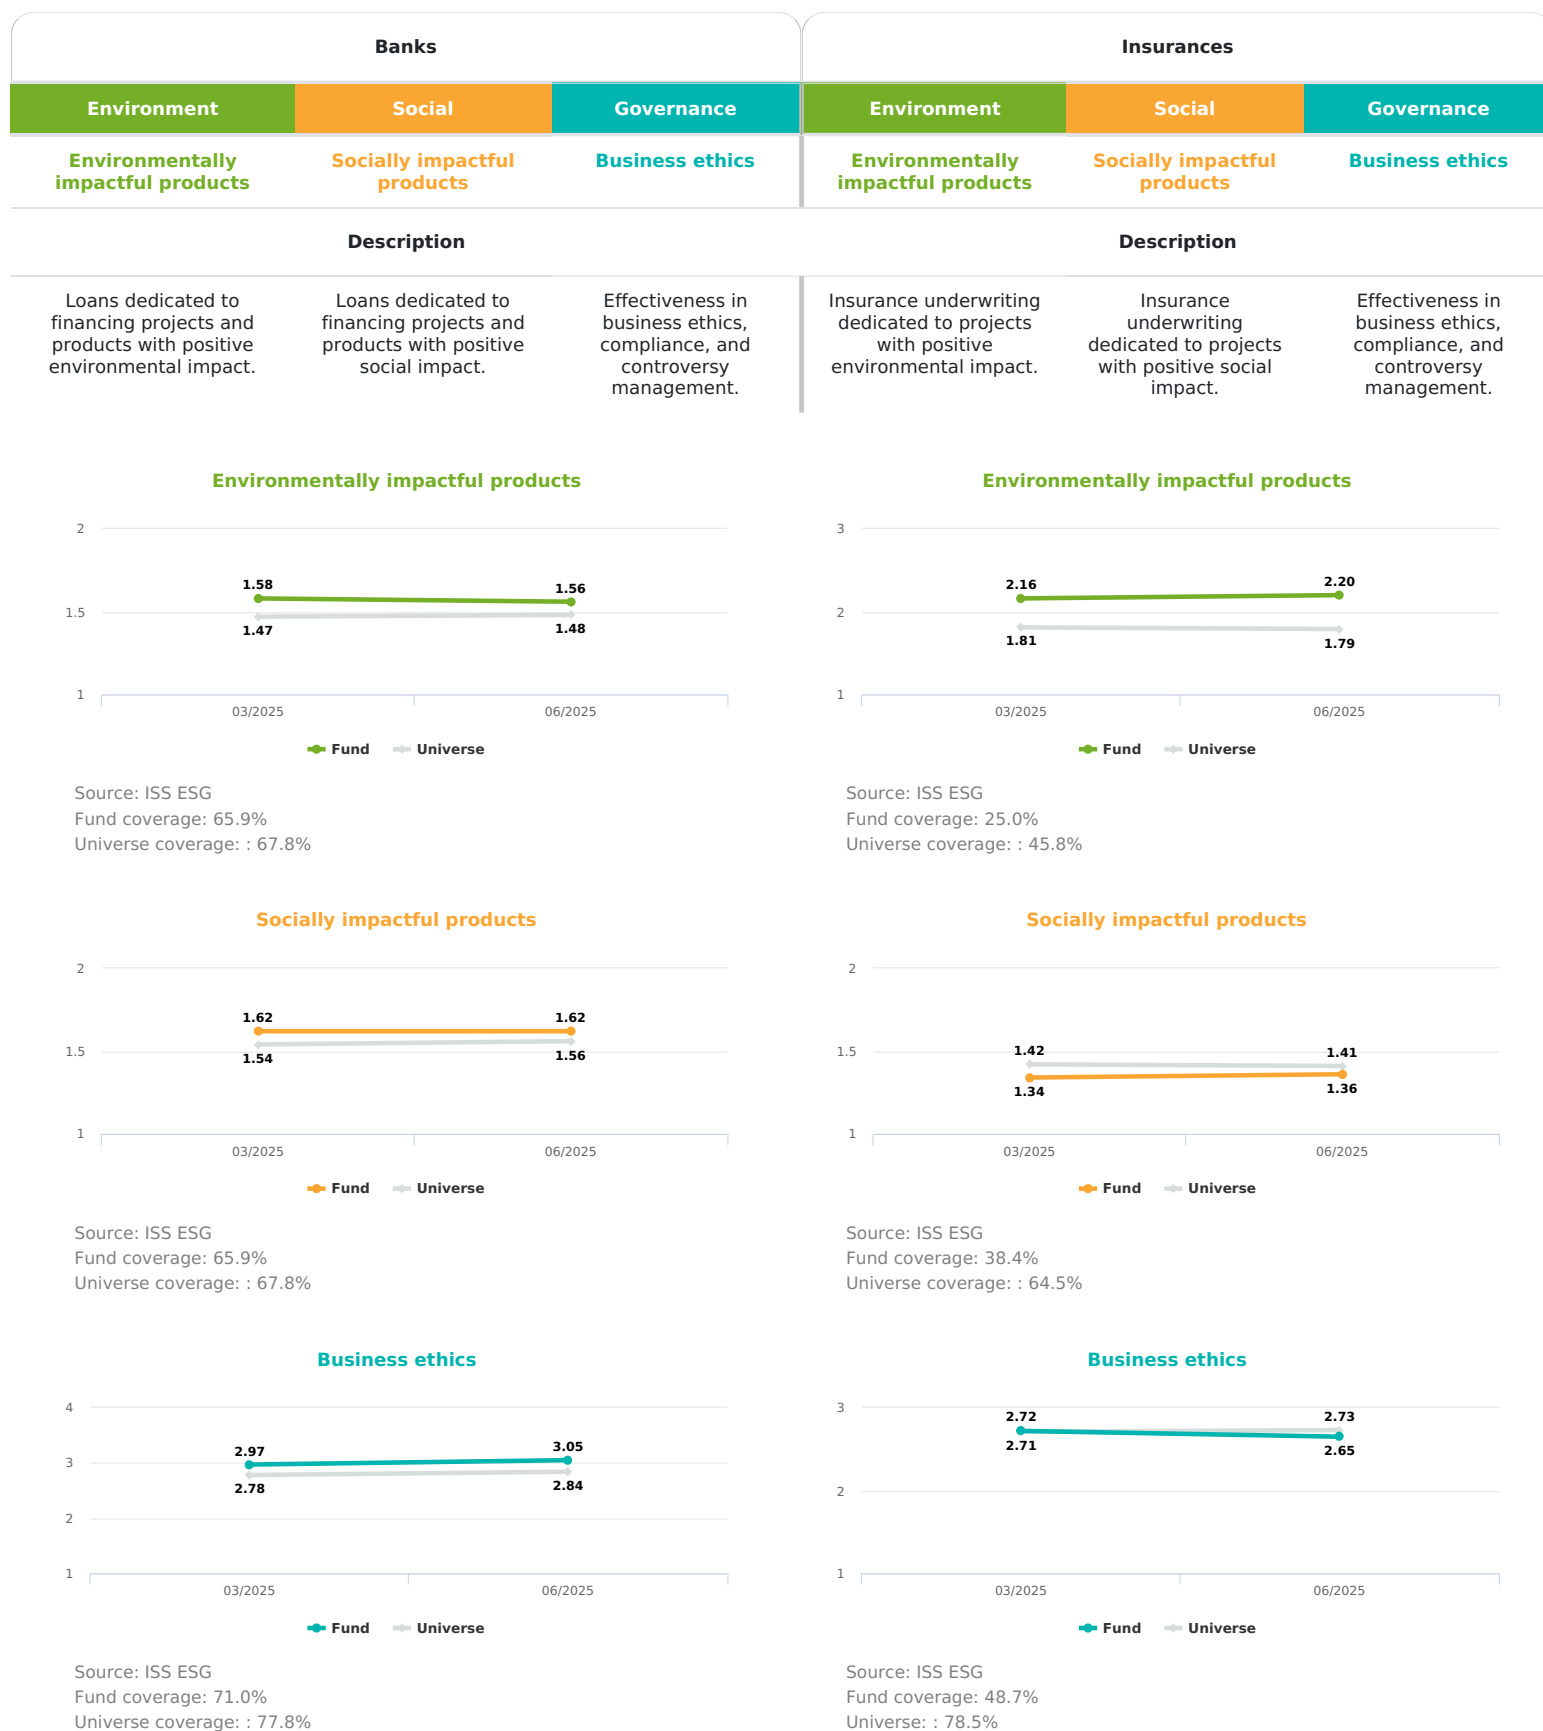 Banks
Insurances
Environment
Social
Governance
Environment
Social
Governance
Environmentally
impactful products
Socially impactful
products
Business ethics
Environmentally
impactful products
Socially impactful
products
Business ethics
Description
Description
Loans dedicated to
financing projects and
products with positive
environmental impact.
Loans dedicated to
financing projects and
products with positive
social impact.
Effectiveness in
business ethics,
compliance, and
controversy
management.
Insurance underwriting
dedicated to projects
with positive
environmental impact.
Insurance
underwriting
dedicated to projects
with positive social
impact.
Effectiveness in
business ethics,
compliance, and
controversy
management.
Environmentally impactful products
2
1.5
1
1.58
1.56
1.47
1.48
03/2025
06/2025
Fund
Universe
Source: ISS ESG
Fund coverage: 65.9%
Universe coverage: : 67.8%
Environmentally impactful products
3
2
1
2.16
2.20
1.81
1.79
03/2025
06/2025
Fund
Universe
Source: ISS ESG
Fund coverage: 25.0%
Universe coverage: : 45.8%
Socially impactful products
2
1.5
1
1.62
1.62
1.54
1.56
03/2025
06/2025
Fund
Universe
Source: ISS ESG
Fund coverage: 65.9%
Universe coverage: : 67.8%
Socially impactful products
2
1.5
1
1.42
1.41
1.34
1.36
03/2025
06/2025
Fund
Universe
Source: ISS ESG
Fund coverage: 38.4%
Universe coverage: : 64.5%
Business ethics
4
3
2
1
2.97
3.05
2.78
2.84
03/2025
06/2025
Fund
Universe
Source: ISS ESG
Fund coverage: 71.0%
Universe coverage: : 77.8%
Business ethics
3
2
1
2.72
2.73
2.71
2.65
03/2025
06/2025
Fund
Universe
Source: ISS ESG
Fund coverage: 48.7%
Universe: : 78.5%